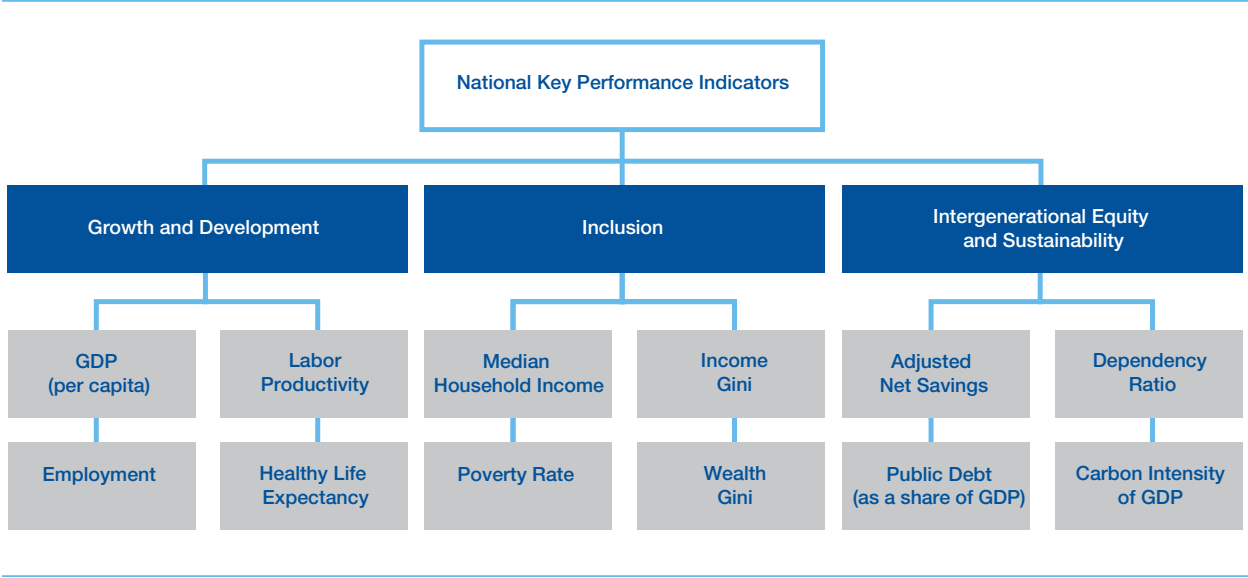 National Key Performance Indicators
Growth and Development
Inclusion
Intergenerational Equity
and Sustainability
GDP
(per capita)
Labor
Productivity
Median
Household Income
Income
Gini
Adjusted
Net Savings
Dependency
Ratio
Employment
Healthy Life
Expectancy
Poverty Rate
Wealth
Gini
Public Debt
(as a share of GDP)
Carbon Intensity
of GDP